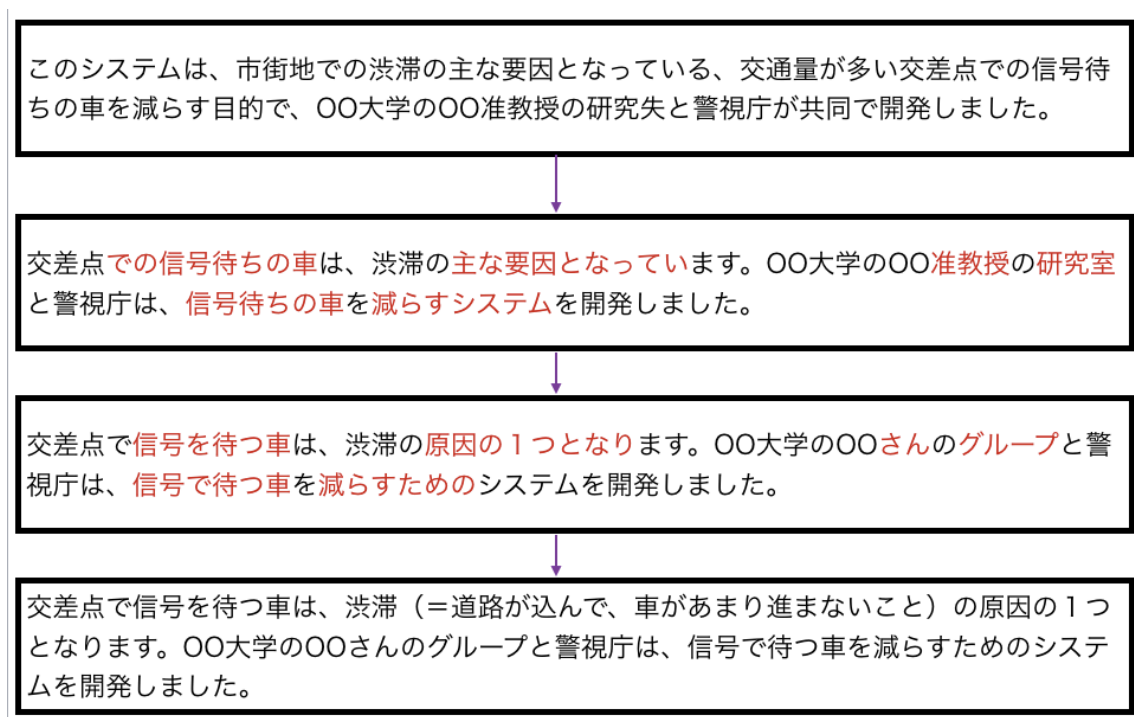 このシステムは、市街地での渋滞の主な要因となっている、交通量が多い交差点での信号待
ちの車を減らす目的で、OO大学のOO准教授の研究失と警視庁が共同で開発しました。
交差点での信号待ちの車は、渋滞の主な要因となっています。OO大学のOO准教授の研究室
と警視庁は、信号待ちの車を減らすシステムを開発しました。
交差点で信号を待つ車は、渋滞の原因の１つとなります。OO大学のOOさんのグループと警
視庁は、信号で待つ車を減らすためのシステムを開発しました。
交差点で信号を待つ車は、渋滞（＝道路が込んで、車があまり進まないこと）の原因の１つ
となります。OO大学のOOさんのグループと警視庁は、信号で待つ車を減らすためのシステ
ムを開発しました。